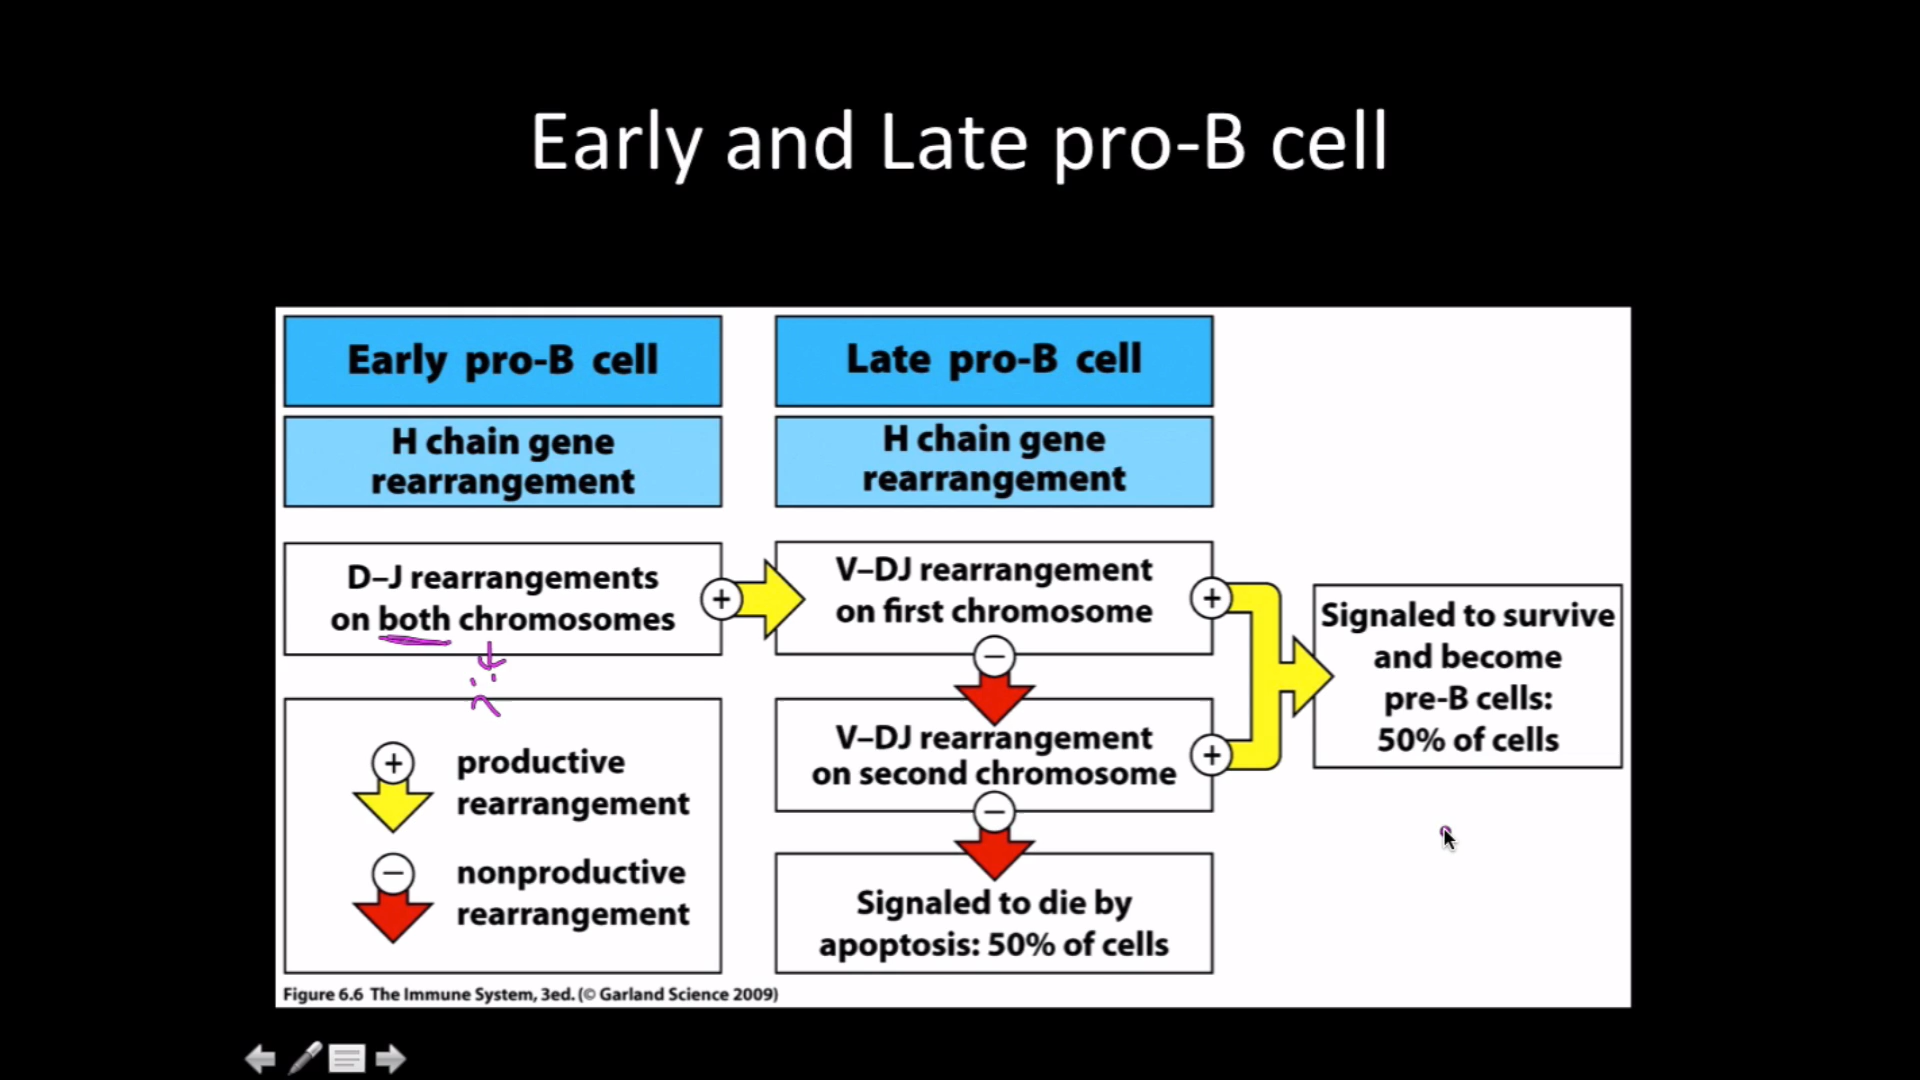 Early and Late pro-B cell
Early pro-B cell
H chain gene
rearrangement
D–J rearrangements
on both chromosomes
+
+
productive
rearrangement
−
nonproductive
rearrangement
Late pro-B cell
H chain gene
rearrangement
V–DJ rearrangement
on first chromosome
+
−
V–DJ rearrangement
on second chromosome
+
−
Signaled to die by
apoptosis: 50% of cells
Signaled to survive
and become
pre-B cells:
50% of cells
Figure 6.6 The Immune System, 3ed. (© Garland Science 2009)